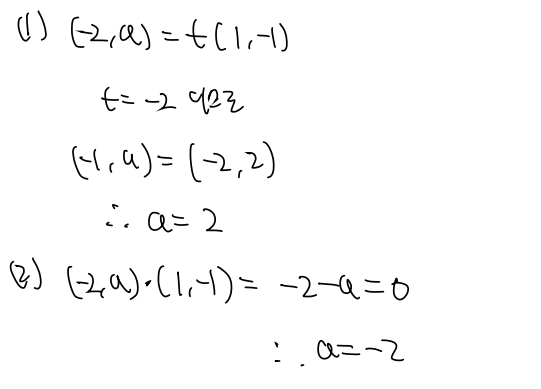 (1) (-2, a) = t(1, -1)
t = -2 이므로
(-1, a) = (-2, 2)
∴ a = 2
(2) (-2, a)·(1, -1) = -2-a = 0
∴ a = -2